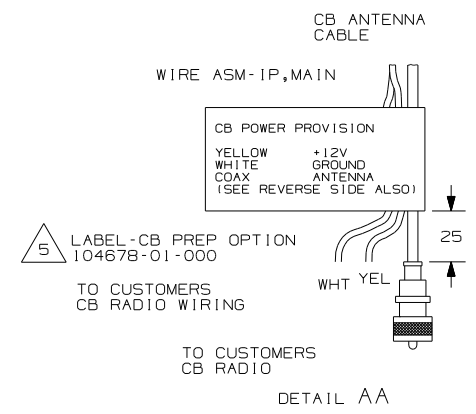 CB ANTENNA
CABLE
WIRE ASM-IP,MAIN
CB POWER PROVISION
YELLOW +12V
WHITE GROUND
COAX ANTENNA
(SEE REVERSE SIDE ALSO)
25
5
LABEL-CB PREP OPTION
104678-01-000
WHT YEL
TO CUSTOMERS
CB RADIO WIRING
TO CUSTOMERS
CB RADIO
DETAIL AA